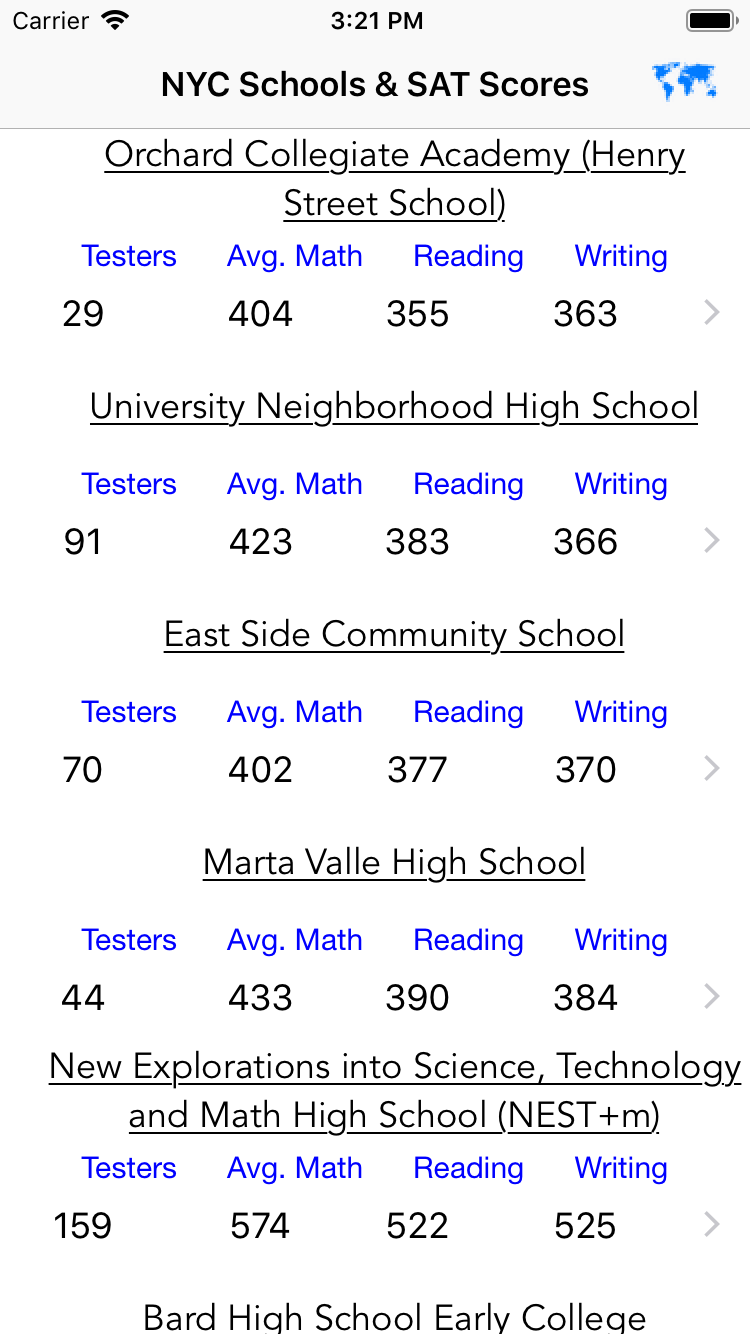 Carrier 3:21 PM
NYC Schools & SAT Scores
Orchard Collegiate Academy (Henry
Street School)
Testers Avg. Math Reading Writing
29 404 355 363
University Neighborhood High School
Testers Avg. Math Reading Writing
91 423 383 366
East Side Community School
Testers Avg. Math Reading Writing
70 402 377 370
Marta Valle High School
Testers Avg. Math Reading Writing
44 433 390 384
New Explorations into Science, Technology
and Math High School (NEST+m)
Testers Avg. Math Reading Writing
159 574 522 525
Bard High School Early College